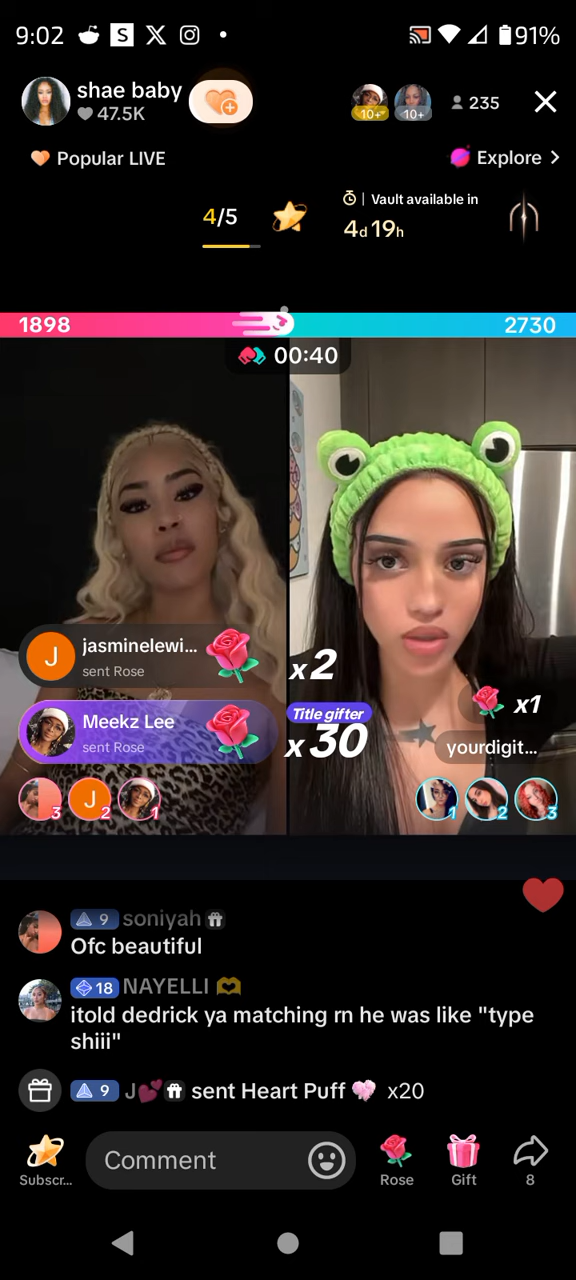 9:02
S
91%
shae baby
47.5K
10+
10+
235
Popular LIVE
Explore
4/5
Vault available in
4d 19h
1898
2730
00:40
J
jasminelewi...
sent Rose
x2
Title gifter
Meekz Lee
sent Rose
x30
x1
yourdigit...
3
J
2
1
1
2
3
9 soniyah
Ofc beautiful
18 NAYELLI
itold dedrick ya matching rn he was like "type
shiii"
9 J sent Heart Puff x20
Comment
Subscr...
Rose
Gift
8